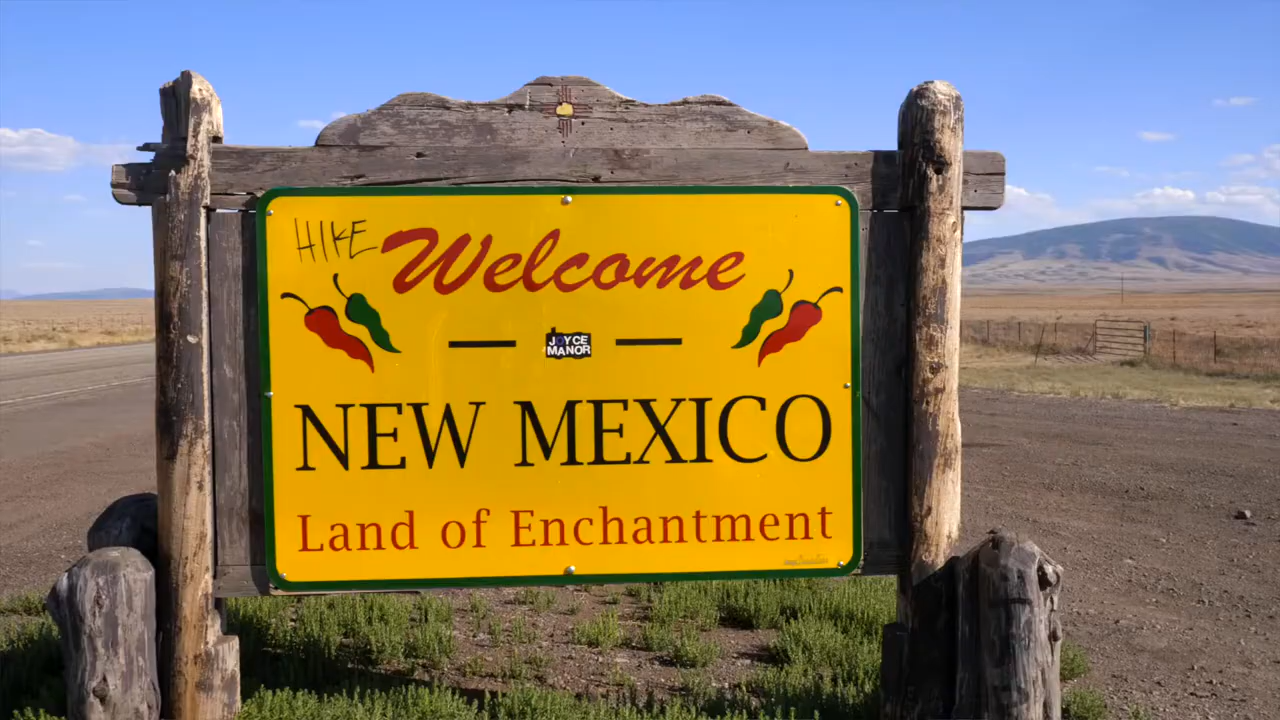 HIKE
Welcome
JOYCE
MANOR
NEW MEXICO
Land of Enchantment